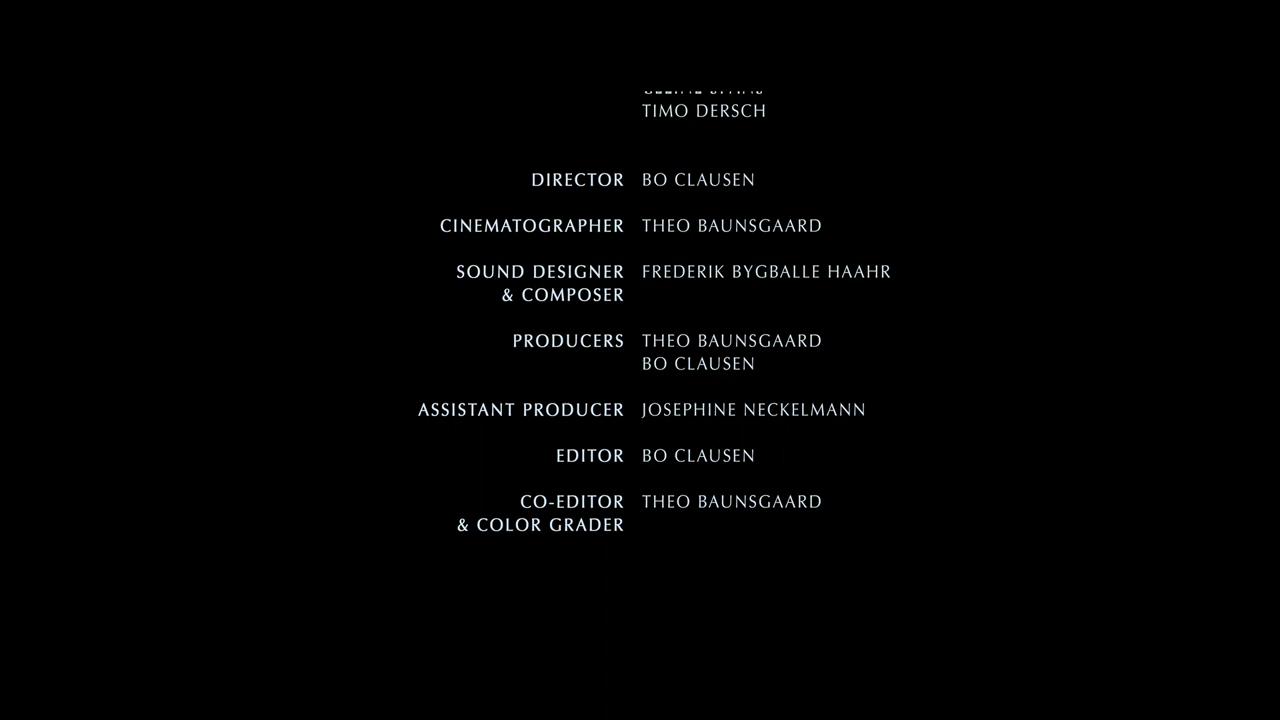 TIMO DERSCH
DIRECTOR BO CLAUSEN
CINEMATOGRAPHER THEO BAUNSGAARD
SOUND DESIGNER FREDERIK BYGBALLE HAAHR
& COMPOSER
PRODUCERS THEO BAUNSGAARD
BO CLAUSEN
ASSISTANT PRODUCER JOSEPHINE NECKELMANN
EDITOR BO CLAUSEN
CO-EDITOR THEO BAUNSGAARD
& COLOR GRADER